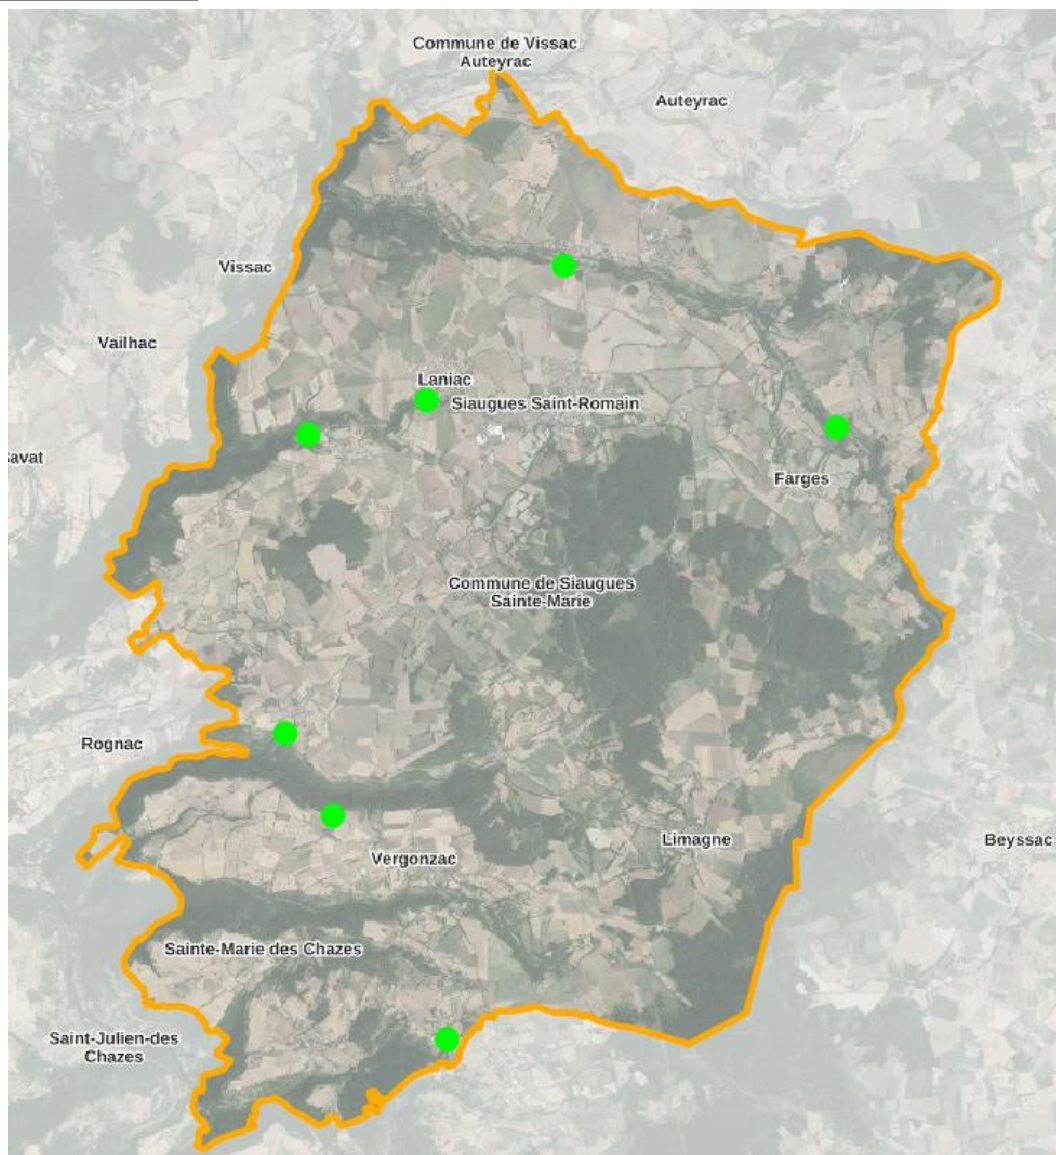 Commune de Vissac
Auteyrac
Auteyrac
Vissac
Vailhac
Laniac
Siaugues Saint-Romain
savat
Farges
Commune de Siaugues
Sainte-Marie
Rognac
Limagne
Beyssac
Vergonzac
Sainte-Marie des Chazes
Saint-Julien-des
Chazes